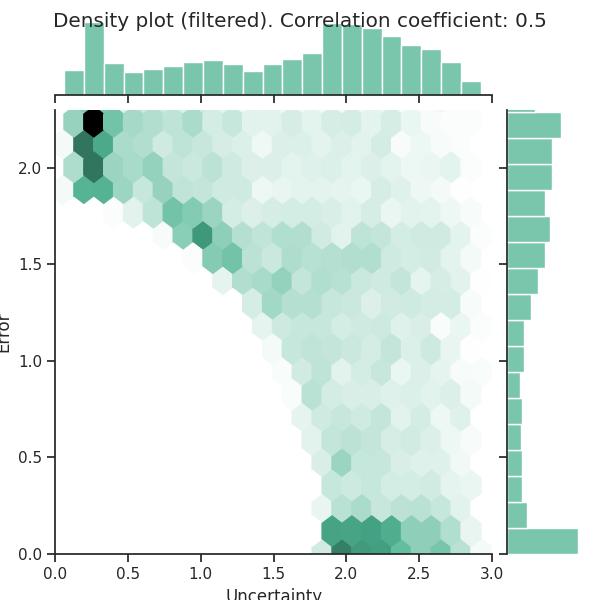 Density plot (filtered). Correlation coefficient: 0.5
2.0
1.5
Error
1.0
0.5
0.0
0.0 0.5 1.0 1.5 2.0 2.5 3.0
Uncertainty